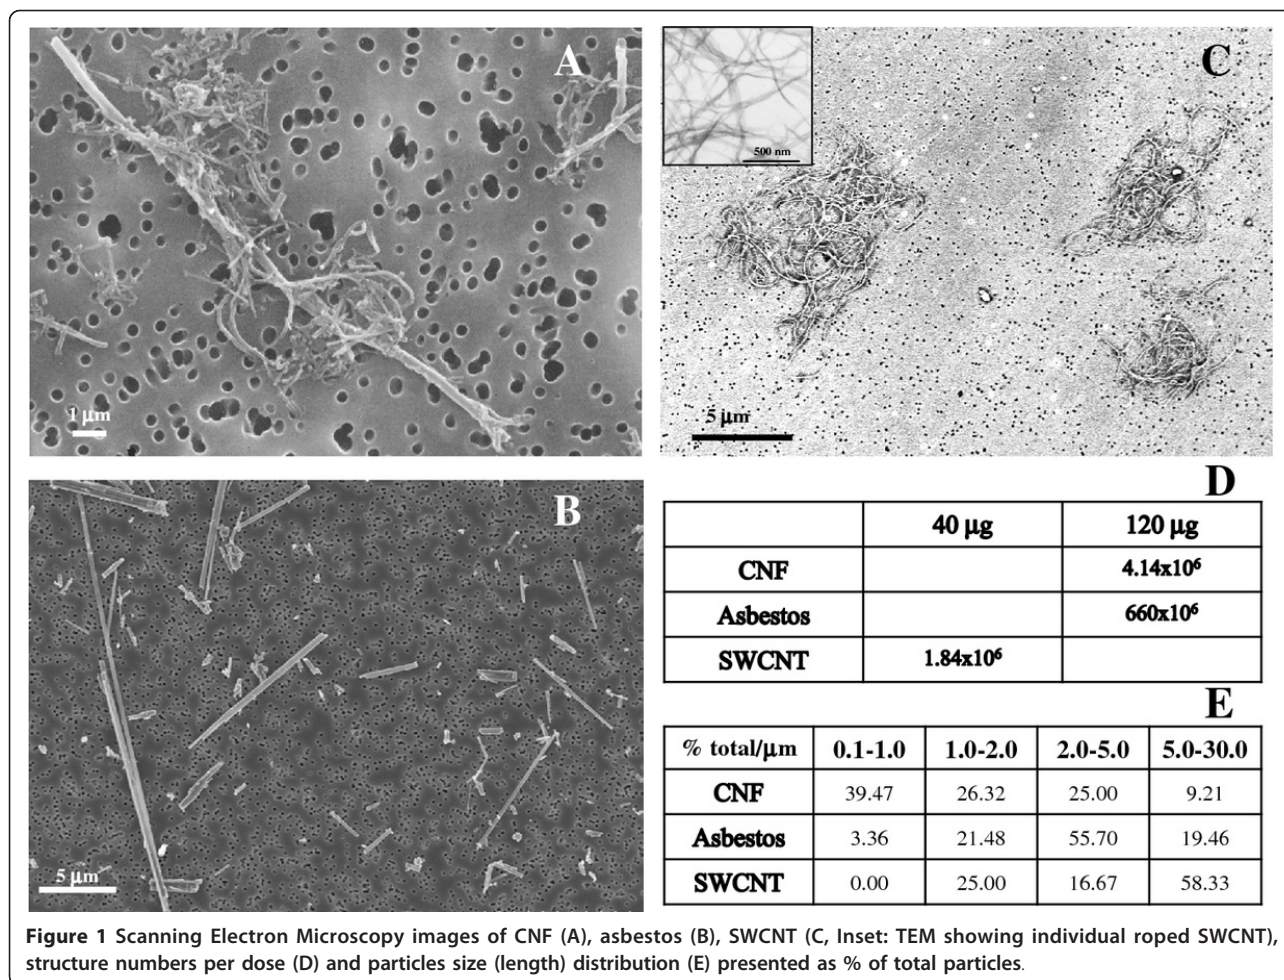 A
1 μm
B
5 μm
C
500 nm
5 μm
D
40 μg 120 μg
CNF 4.14x10⁶
Asbestos 660x10⁶
SWCNT 1.84x10⁶
E
% total/μm 0.1-1.0 1.0-2.0 2.0-5.0 5.0-30.0
CNF 39.47 26.32 25.00 9.21
Asbestos 3.36 21.48 55.70 19.46
SWCNT 0.00 25.00 16.67 58.33
Figure 1 Scanning Electron Microscopy images of CNF (A), asbestos (B), SWCNT (C, Inset: TEM showing individual roped SWCNT),
structure numbers per dose (D) and particles size (length) distribution (E) presented as % of total particles.